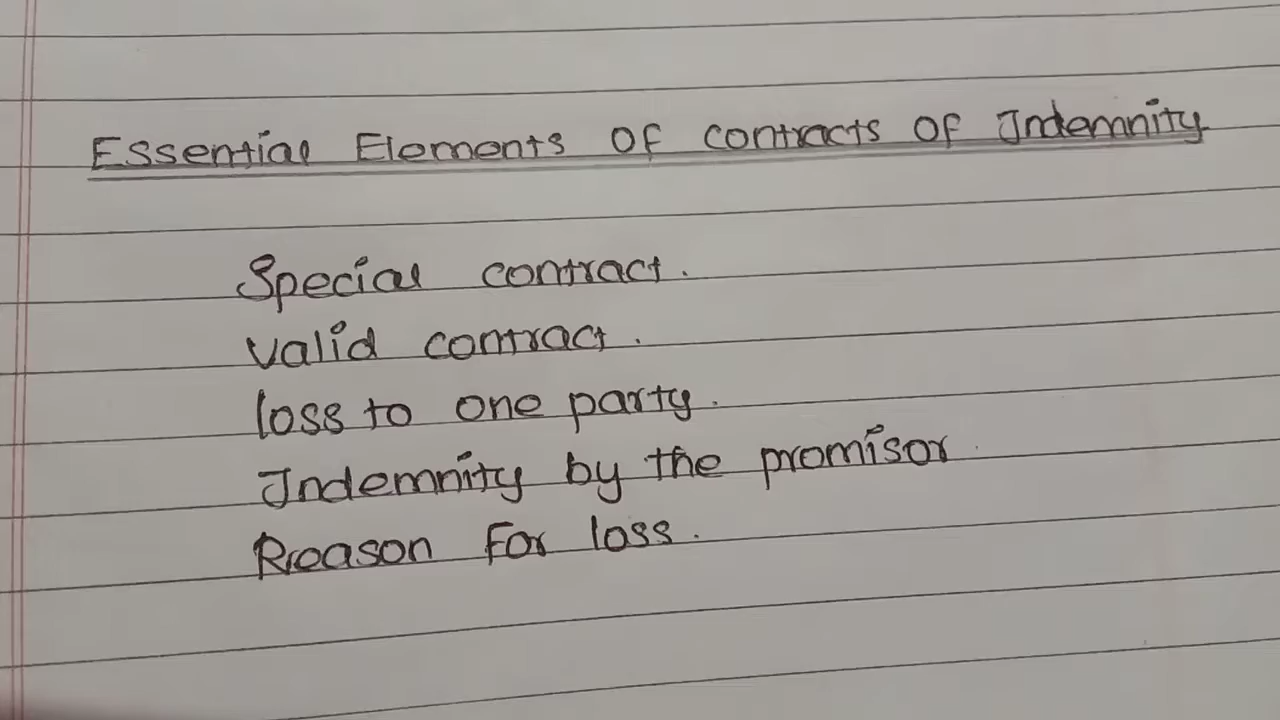 Essential Elements Of contracts Of Indemnity
Special contract.
Valid contract.
loss to one party.
Indemnity by the promisor.
Reason For loss.